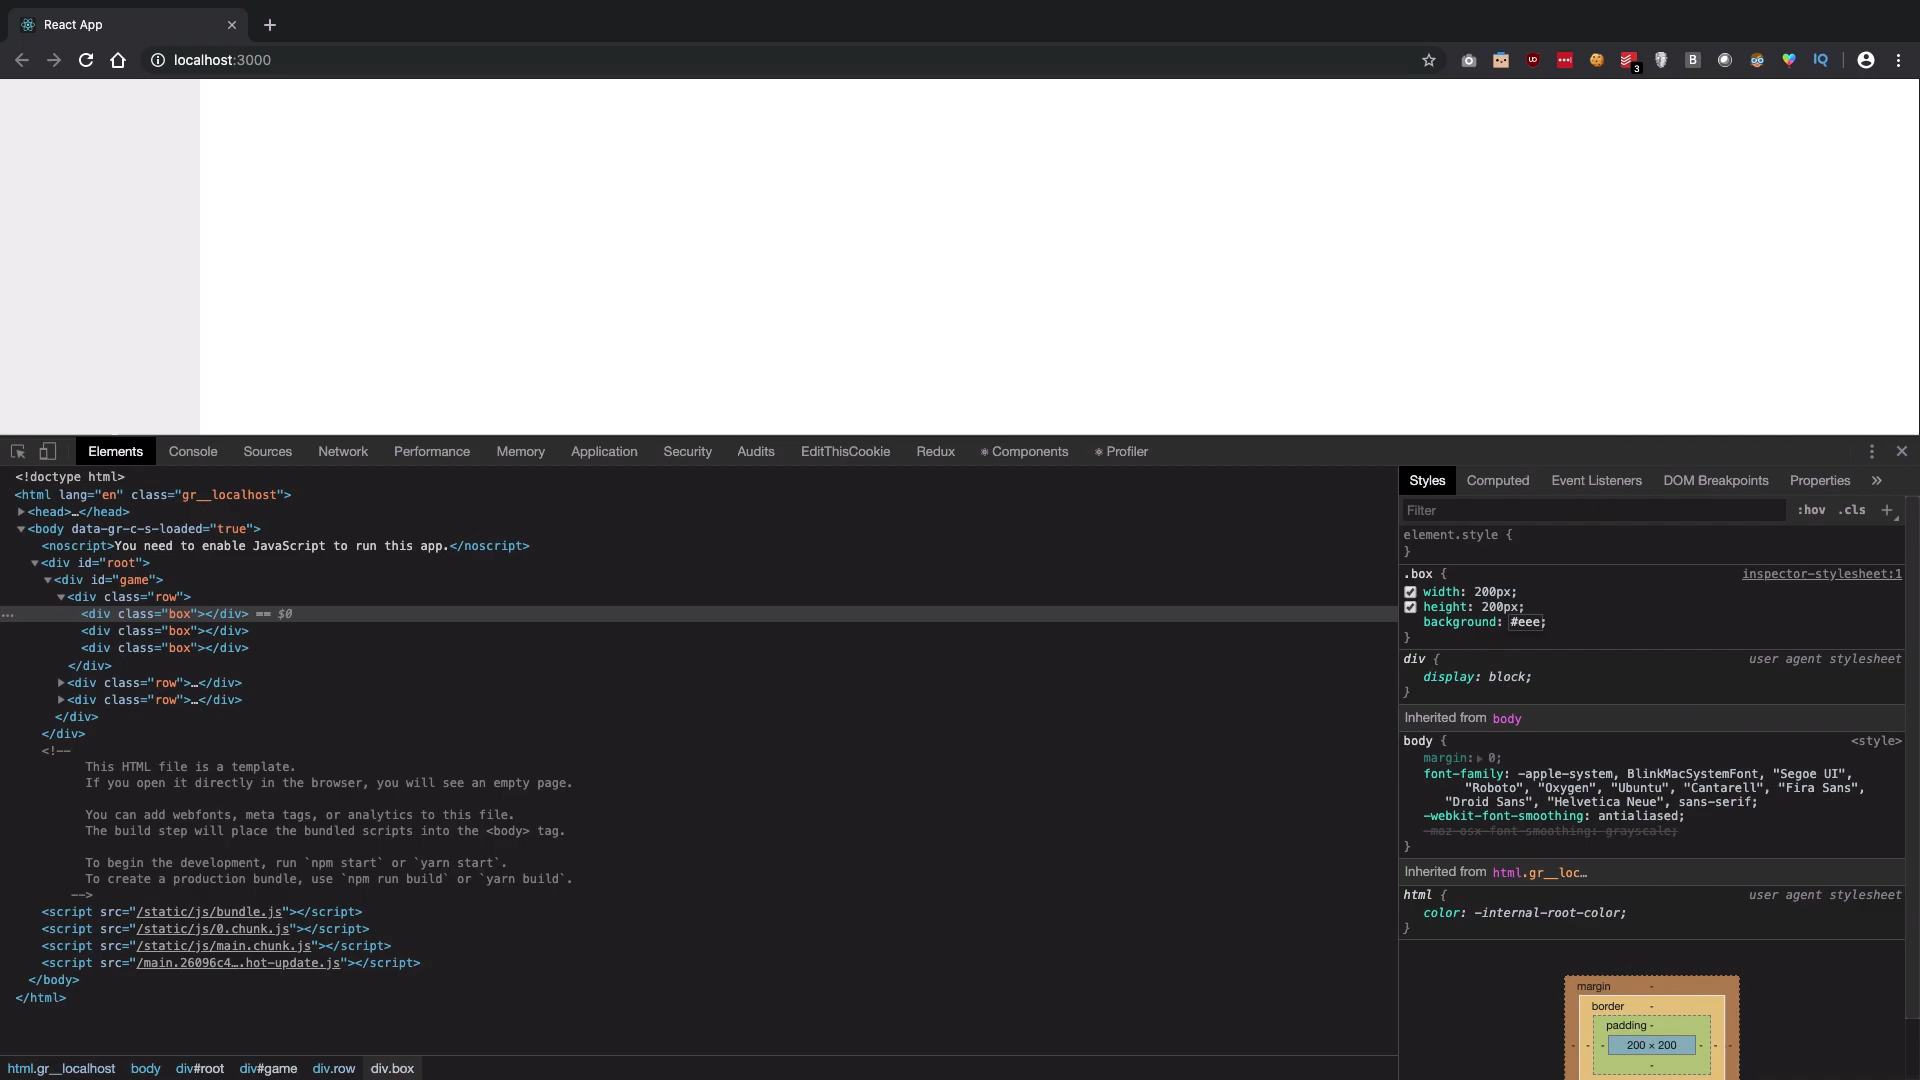 React App
localhost:3000
3
B
IQ
Elements Console Sources Network Performance Memory Application Security Audits EditThisCookie Redux Components Profiler
<!doctype html>
<html lang="en" class="gr__localhost">
<head>…</head>
<body data-gr-c-s-loaded="true">
<noscript>You need to enable JavaScript to run this app.</noscript>
<div id="root">
<div id="game">
<div class="row">
<div class="box"></div> == $0
<div class="box"></div>
<div class="box"></div>
</div>
<div class="row">…</div>
<div class="row">…</div>
</div>
</div>
<!--
This HTML file is a template.
If you open it directly in the browser, you will see an empty page.
You can add webfonts, meta tags, or analytics to this file.
The build step will place the bundled scripts into the <body> tag.
To begin the development, run `npm start` or `yarn start`.
To create a production bundle, use `npm run build` or `yarn build`.
-->
<script src="/static/js/bundle.js"></script>
<script src="/static/js/0.chunk.js"></script>
<script src="/static/js/main.chunk.js"></script>
<script src="/main.26096c4….hot-update.js"></script>
</body>
</html>
html.gr__localhost body div#root div#game div.row div.box
Styles Computed Event Listeners DOM Breakpoints Properties »
Filter :hov .cls +
element.style {
}
.box { inspector-stylesheet:1
width: 200px;
height: 200px;
background: #eee;
}
div { user agent stylesheet
display: block;
}
Inherited from body
body { <style>
margin: 0;
font-family: -apple-system, BlinkMacSystemFont, "Segoe UI",
"Roboto", "Oxygen", "Ubuntu", "Cantarell", "Fira Sans",
"Droid Sans", "Helvetica Neue", sans-serif;
-webkit-font-smoothing: antialiased;
-moz-osx-font-smoothing: grayscale;
}
Inherited from html.gr__loc…
html { user agent stylesheet
color: -internal-root-color;
}
margin -
border -
padding -
- - - 200 × 200 - - -
-